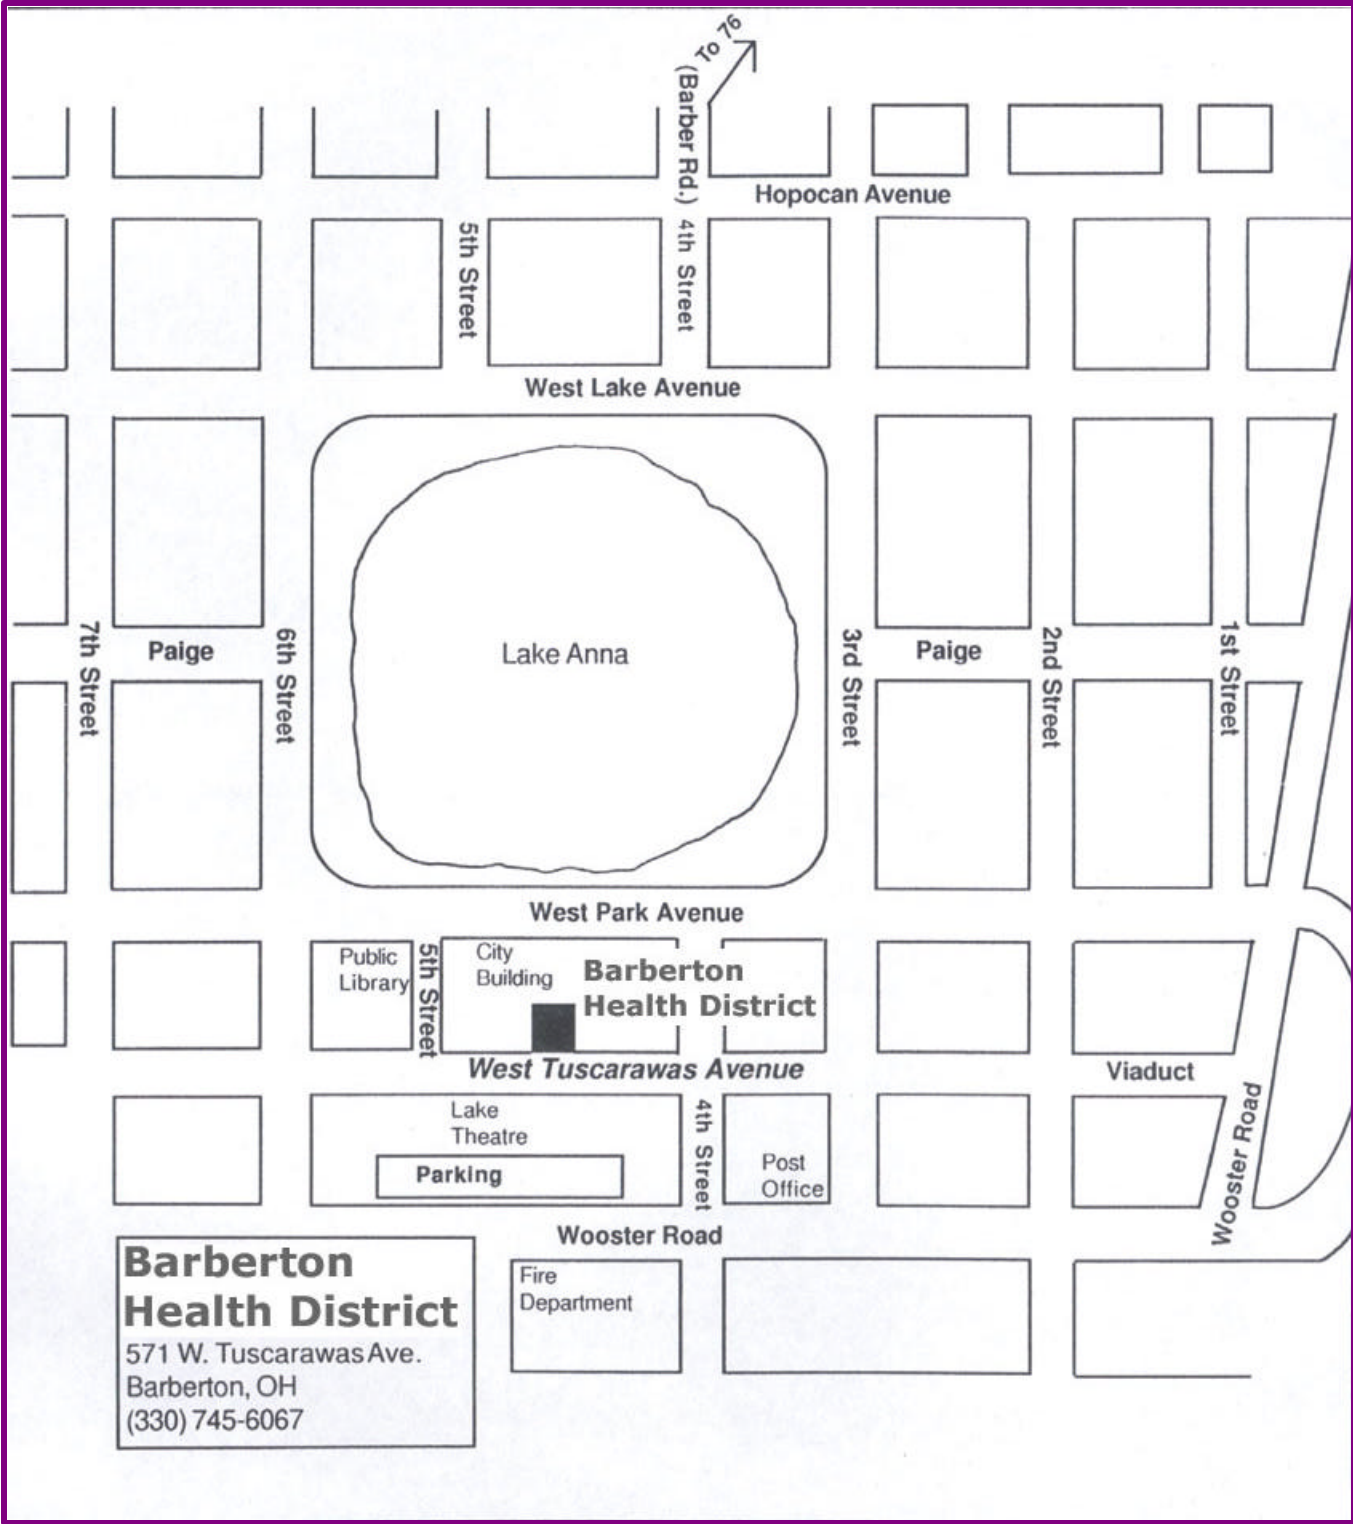 To 76
(Barber Rd.)
Hopocan Avenue
5th Street
4th Street
West Lake Avenue
7th Street
Paige
6th Street
Lake Anna
3rd Street
Paige
2nd Street
1st Street
West Park Avenue
Public
Library
5th Street
City
Building
Barberton
Health District
West Tuscarawas Avenue
Viaduct
Lake
Theatre
Parking
4th Street
Post
Office
Wooster Road
Wooster Road
Fire
Department
Barberton
Health District
571 W. Tuscarawas Ave.
Barberton, OH
(330) 745-6067